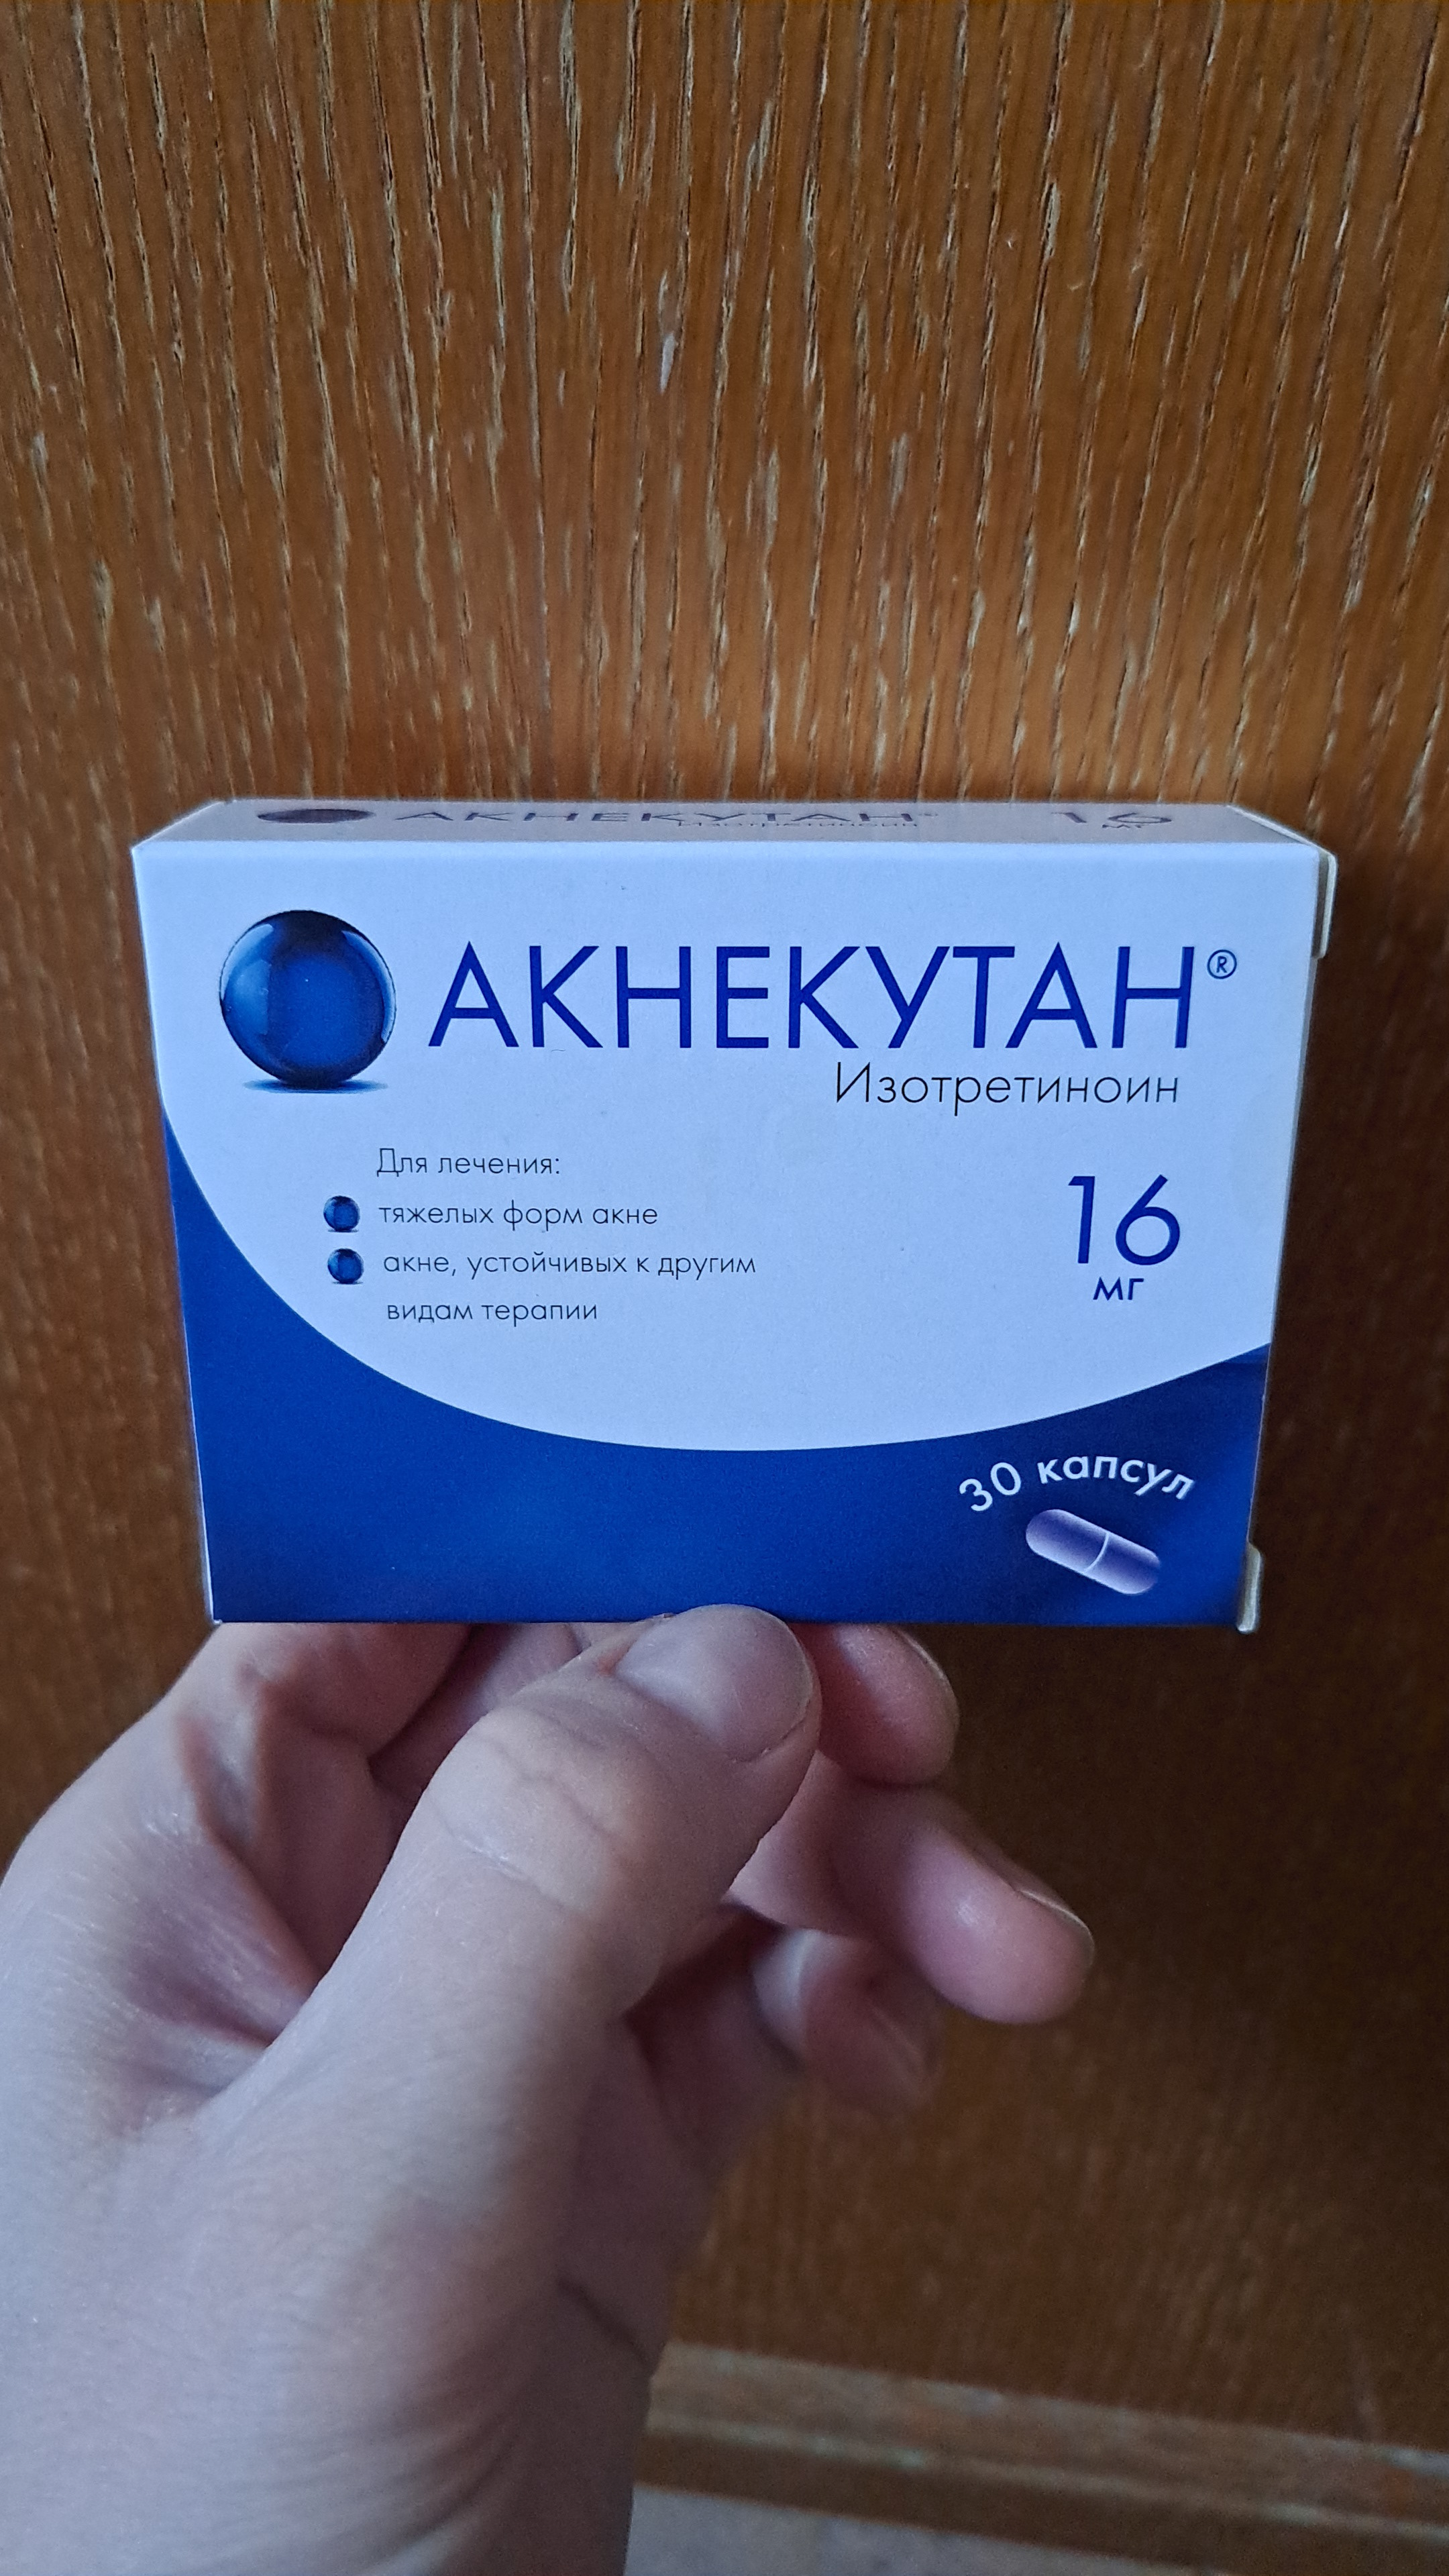 АКНЕКУТАН® 16
Изотретиноин мг
АКНЕКУТАН®
Изотретиноин
Для лечения:
тяжелых форм акне
акне, устойчивых к другим
видам терапии
16
мг
30 капсул